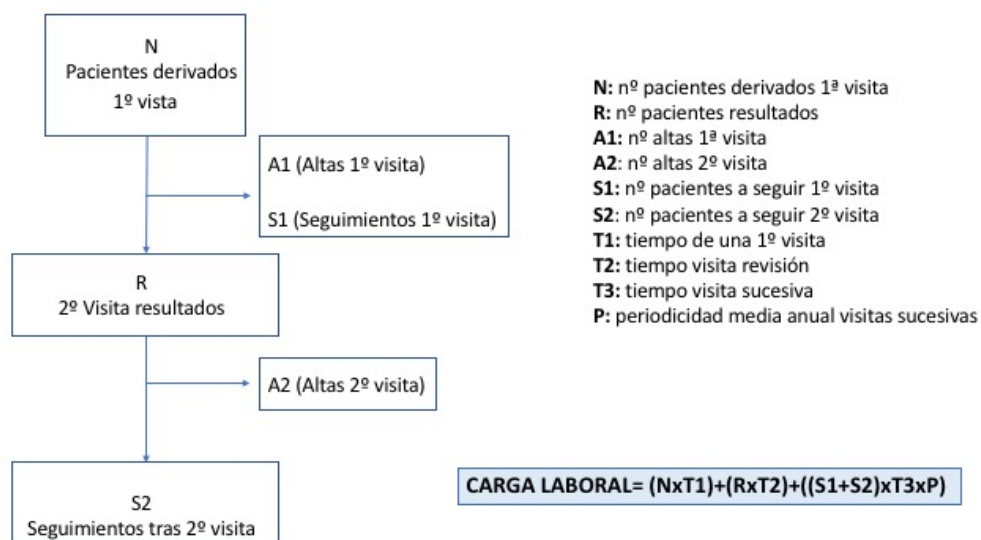 N
Pacientes derivados
1º vista
A1 (Altas 1º visita)
S1 (Seguimientos 1º visita)
R
2º Visita resultados
A2 (Altas 2º visita)
S2
Seguimientos tras 2º visita
N: nº pacientes derivados 1ª visita
R: nº pacientes resultados
A1: nº altas 1ª visita
A2: nº altas 2º visita
S1: nº pacientes a seguir 1º visita
S2: nº pacientes a seguir 2º visita
T1: tiempo de una 1º visita
T2: tiempo visita revisión
T3: tiempo visita sucesiva
P: periodicidad media anual visitas sucesivas
CARGA LABORAL= (NxT1)+(RxT2)+((S1+S2)xT3xP)